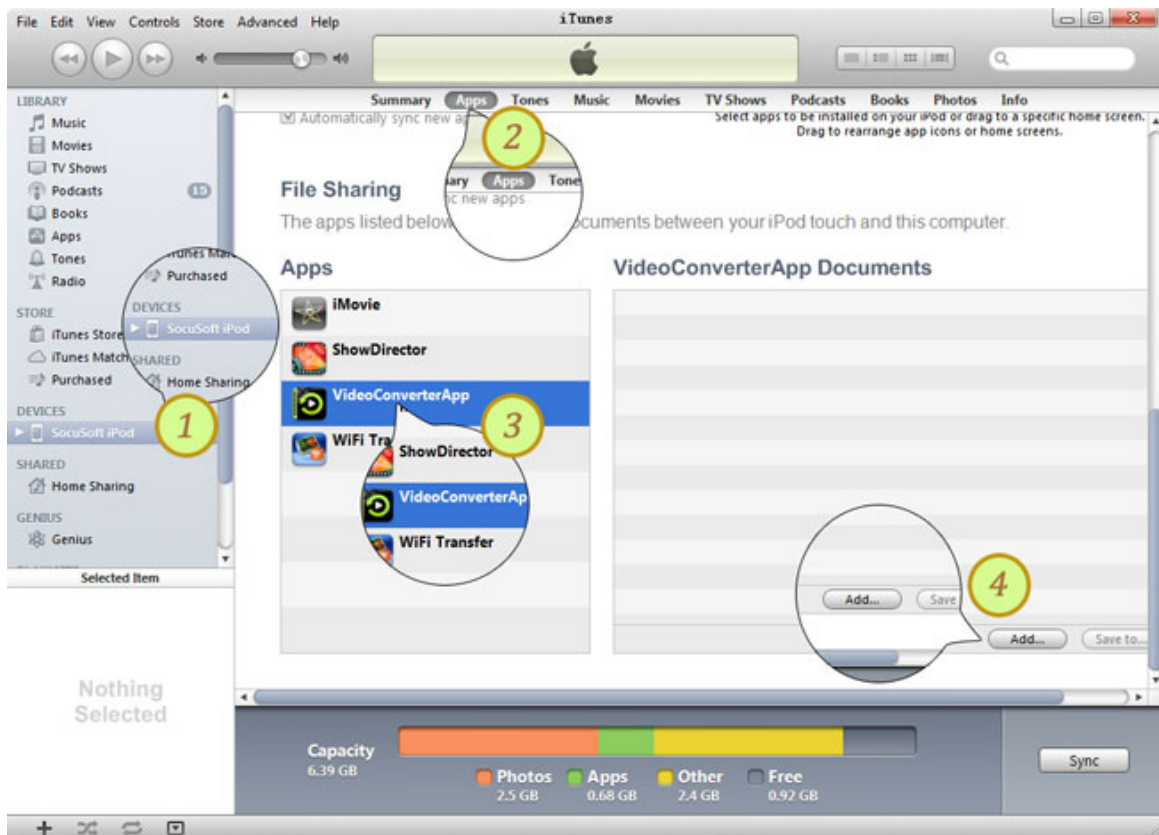 File Edit View Controls Store Advanced Help
iTunes
LIBRARY
Music
Movies
TV Shows
Podcasts 15
Books
Apps
Tones
Radio
STORE
iTunes Store
iTunes Match
Purchased
DEVICES
SocuSoft iPod
SHARED
Home Sharing
GENIUS
Genius
Selected Item
Nothing
Selected
Purchased
DEVICES
SocuSoft iPod
SHARED
Home Sharing
1
Summary Apps Tones Music Movies TV Shows Podcasts Books Photos Info
Automatically sync new
Select apps to be installed on your iPod or drag to a specific home screen.
Drag to rearrange app icons or home screens.
2
Apps Tone
new apps
File Sharing
The apps listed below between your iPod touch and this computer.
Apps
iMovie
ShowDirector
VideoConverterApp
WiFi
3
ShowDirector
VideoConverterAp
WiFi Transfer
VideoConverterApp Documents
4
Add... Save
Add... Save to...
Capacity
6.39 GB
Photos Apps Other Free
2.5 GB 0.68 GB 2.4 GB 0.92 GB
Sync